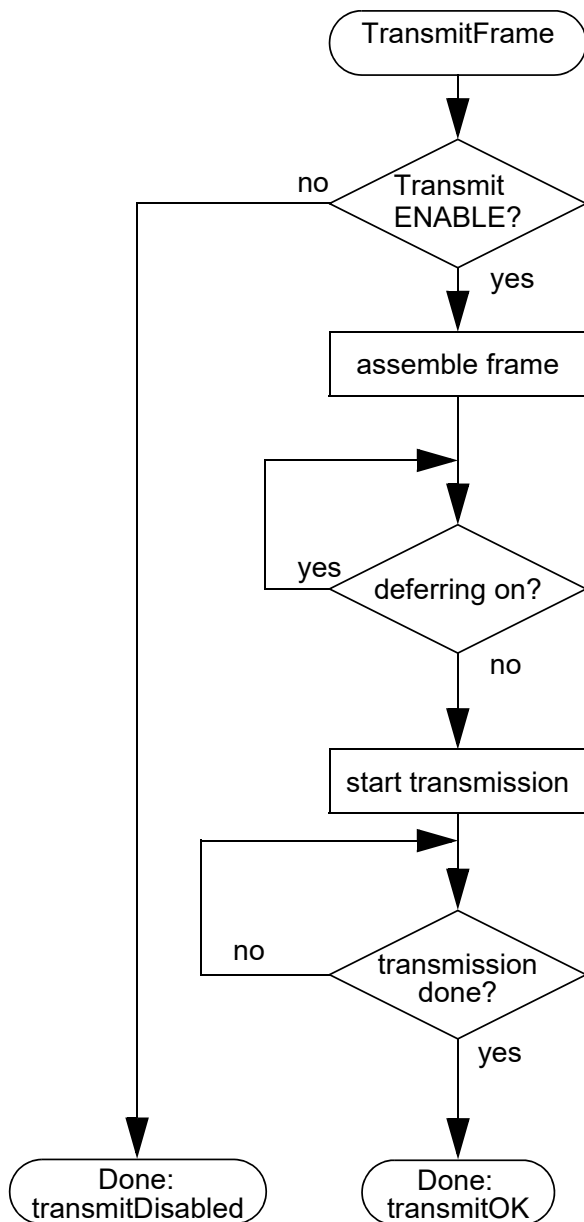 TransmitFrame
no
Transmit
ENABLE?
yes
assemble frame
yes
deferring on?
no
start transmission
no
transmission
done?
yes
Done:
transmitDisabled
Done:
transmitOK